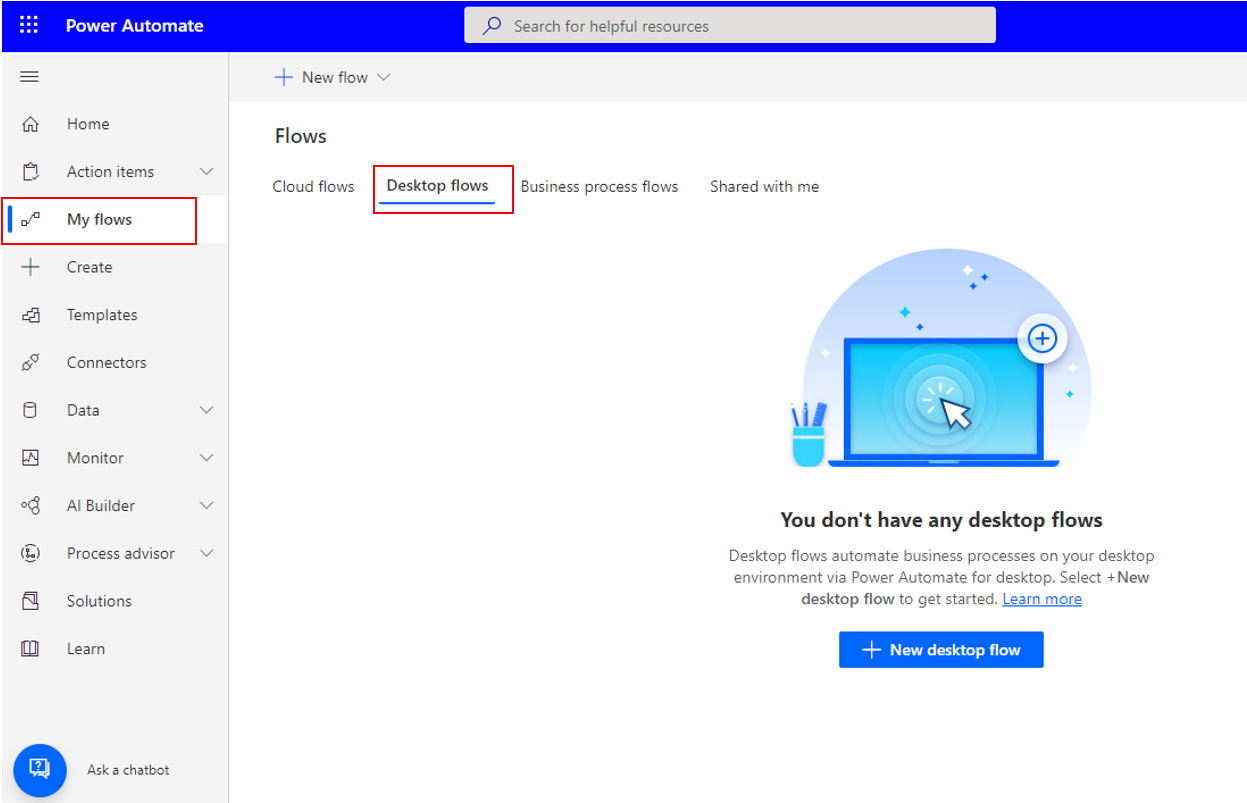 Power Automate
Search for helpful resources
New flow
Home
Action items
My flows
Create
Templates
Connectors
Data
Monitor
AI Builder
Process advisor
Solutions
Learn
Ask a chatbot
Flows
Cloud flows
Desktop flows
Business process flows
Shared with me
You don't have any desktop flows
Desktop flows automate business processes on your desktop
environment via Power Automate for desktop. Select +New
desktop flow to get started. Learn more
New desktop flow